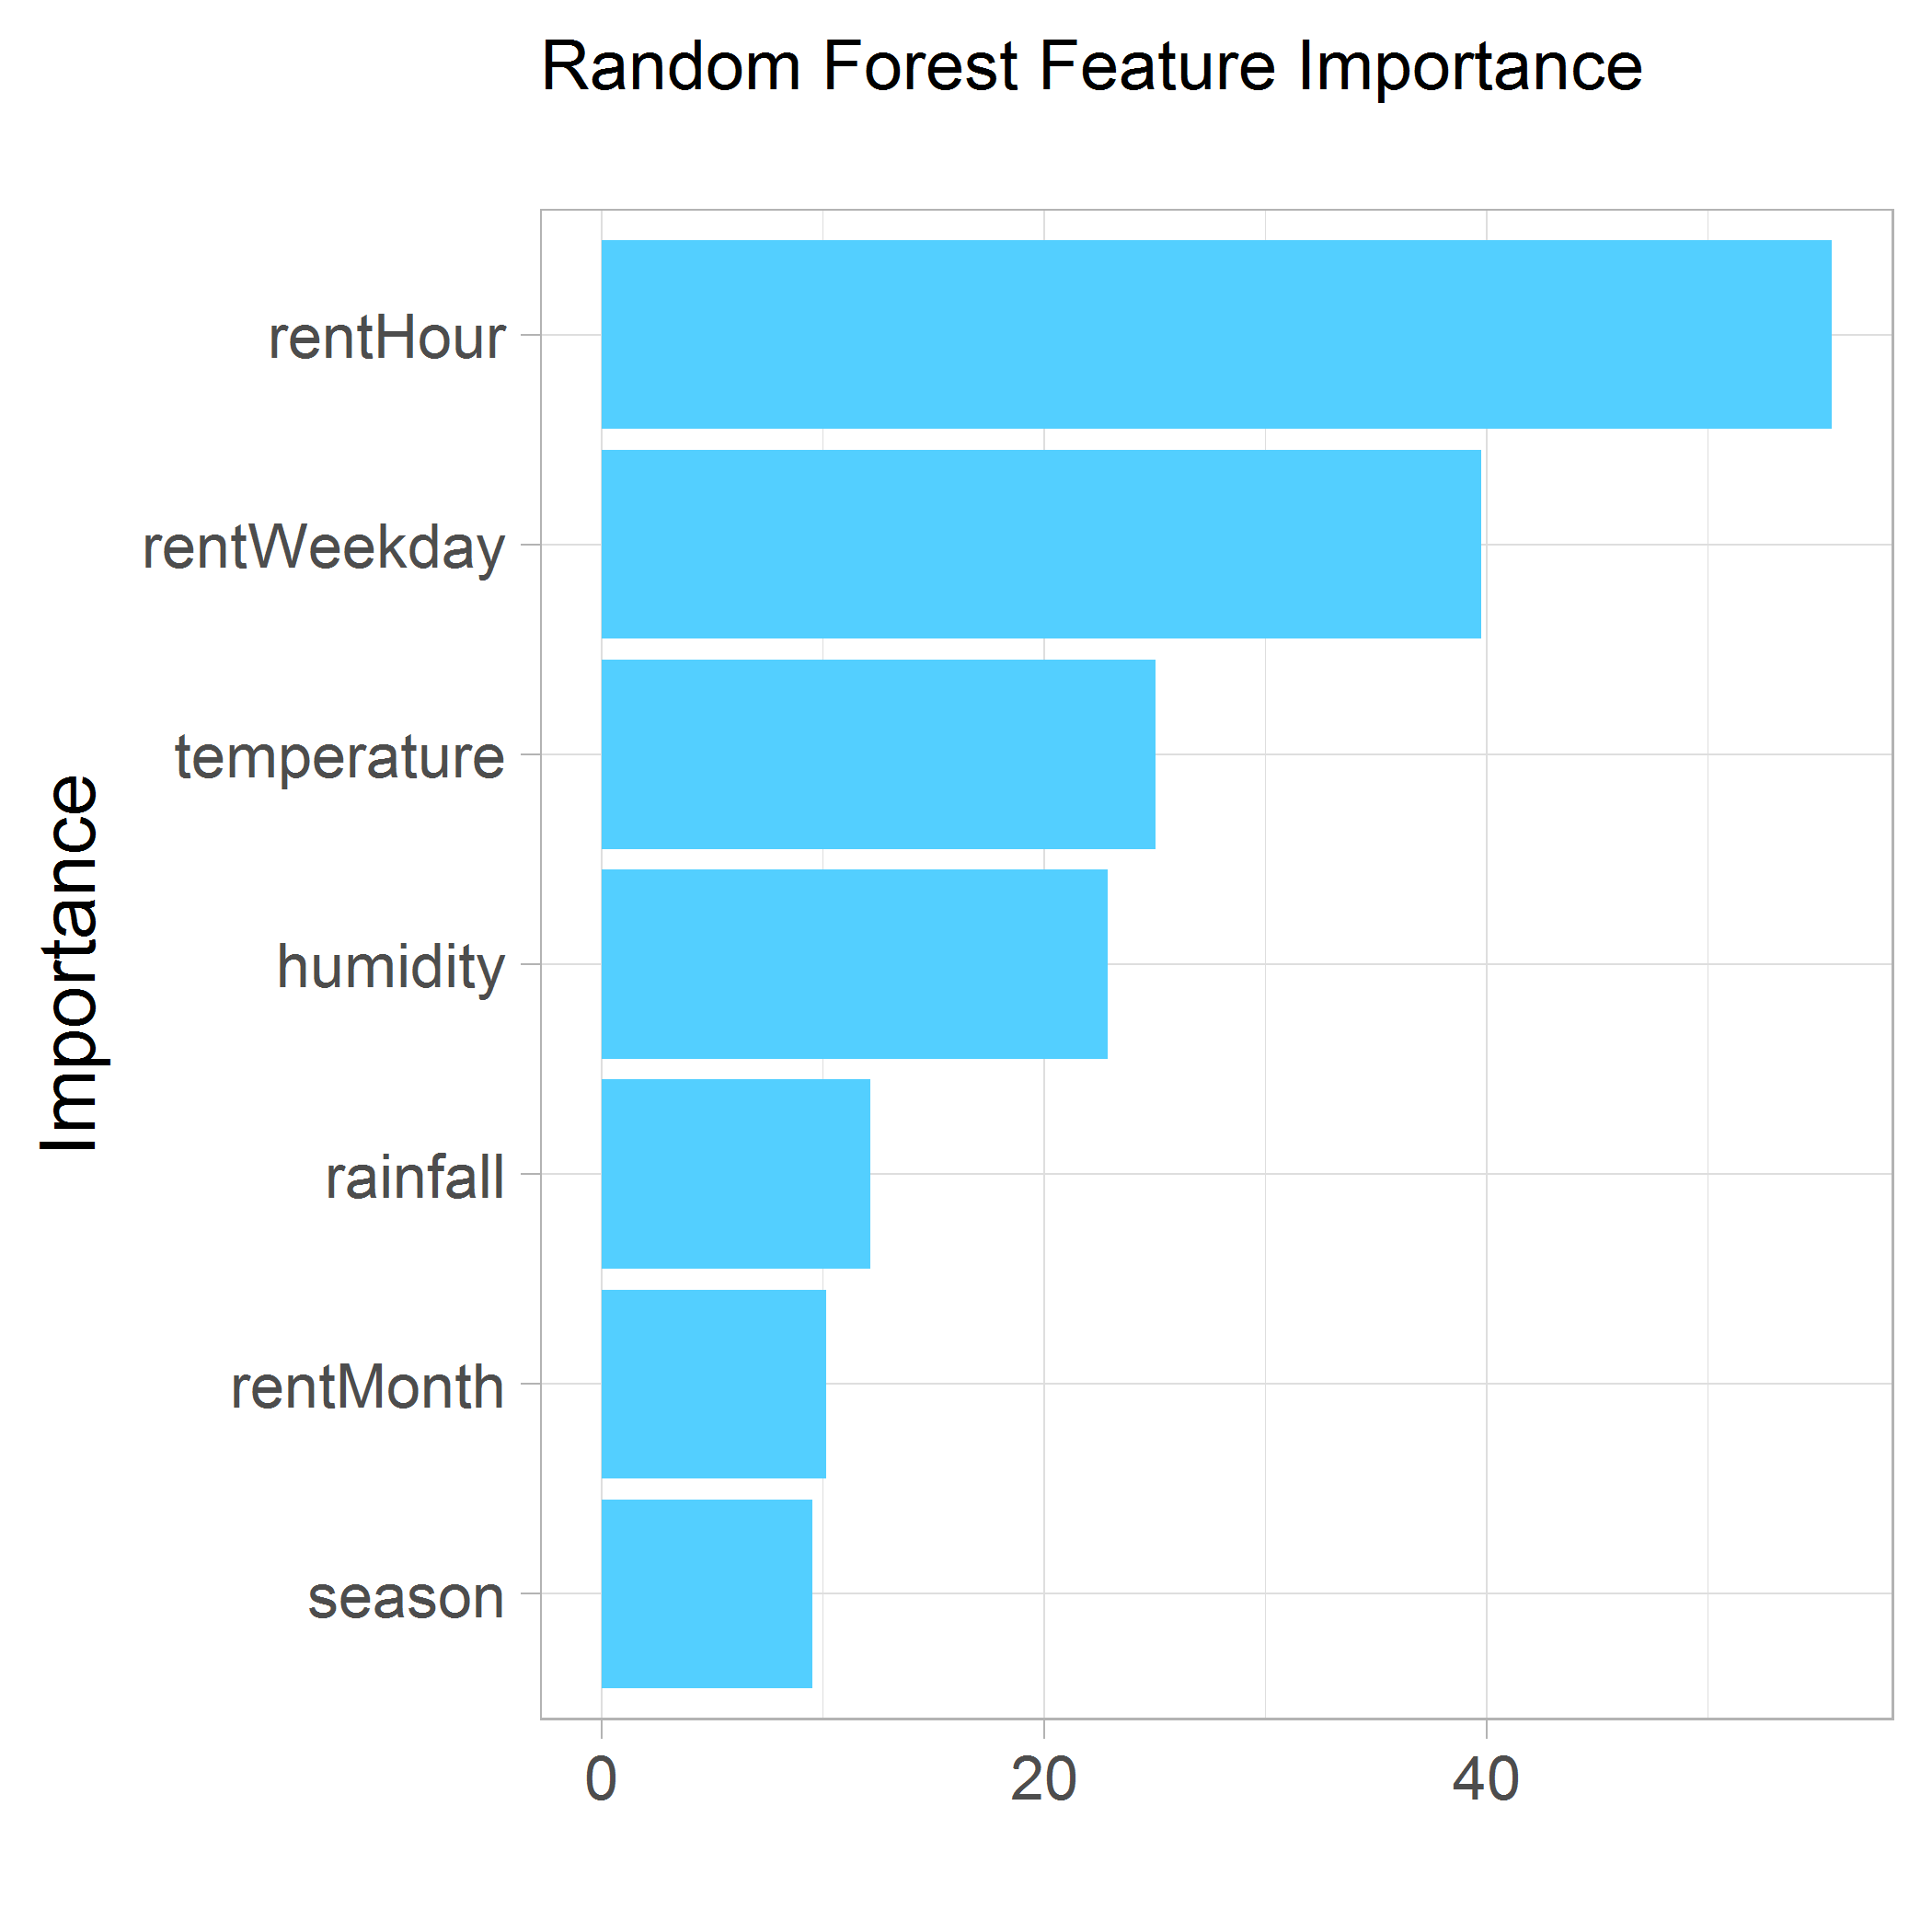 Random Forest Feature Importance
Importance
rentHour
rentWeekday
temperature
humidity
rainfall
rentMonth
season
0 20 40